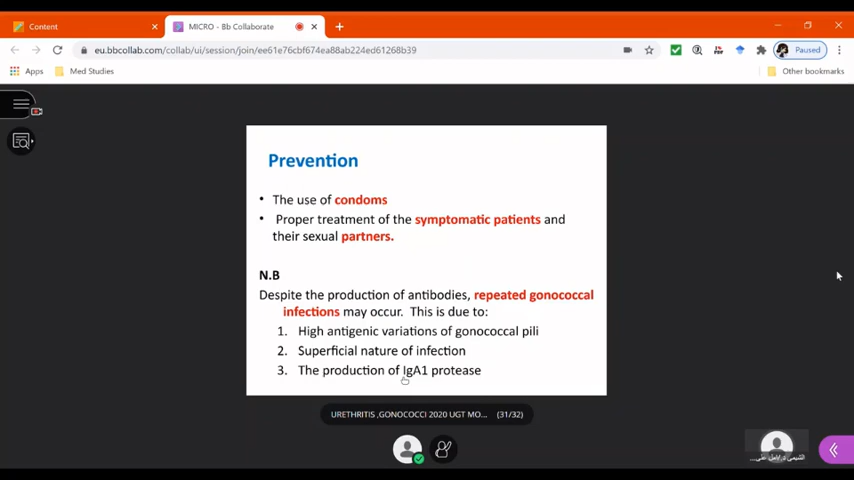 Content
MICRO - Bb Collaborate
eu.bbcollab.com/collab/ui/session/join/ee61e76cbf674ea88ab224ed61268b39
Paused
Apps
Med Studies
Other bookmarks
Prevention
• The use of condoms
• Proper treatment of the symptomatic patients and
their sexual partners.
N.B
Despite the production of antibodies, repeated gonococcal
infections may occur. This is due to:
1. High antigenic variations of gonococcal pili
2. Superficial nature of infection
3. The production of IgA1 protease
URETHRITIS ,GONOCOCCI 2020 UGT MO... (31/32)